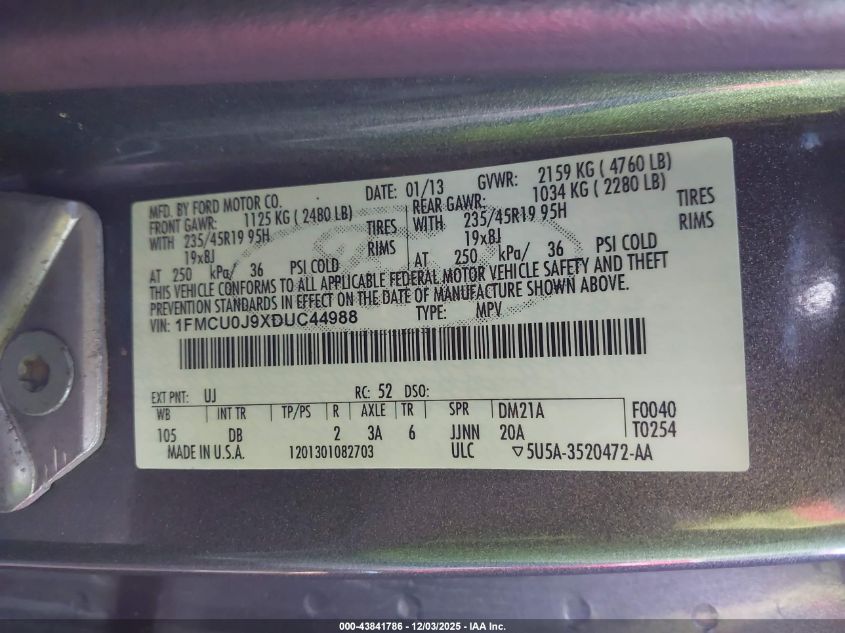 MFD. BY FORD MOTOR CO. DATE: 01/13 GVWR: 2159 KG ( 4760 LB)
FRONT GAWR: 1125 KG ( 2480 LB) REAR GAWR: 1034 KG ( 2280 LB)
WITH 235/45R19 95H TIRES WITH 235/45R19 95H TIRES
19x8J RIMS 19x8J RIMS
AT 250 kPa/ 36 PSI COLD AT 250 kPa/ 36 PSI COLD
THIS VEHICLE CONFORMS TO ALL APPLICABLE FEDERAL MOTOR VEHICLE SAFETY AND THEFT
PREVENTION STANDARDS IN EFFECT ON THE DATE OF MANUFACTURE SHOWN ABOVE.
VIN: 1FMCU0J9XDUC44988 TYPE: MPV
EXT PNT: UJ RC: 52 DSO:
WB INT TR TP/PS R AXLE TR SPR DM21A F0040
105 DB 2 3A 6 JJNN 20A T0254
MADE IN U.S.A. 1201301082703 ULC ▽5U5A-3520472-AA
000-43841786 - 12/03/2025 - IAA Inc.